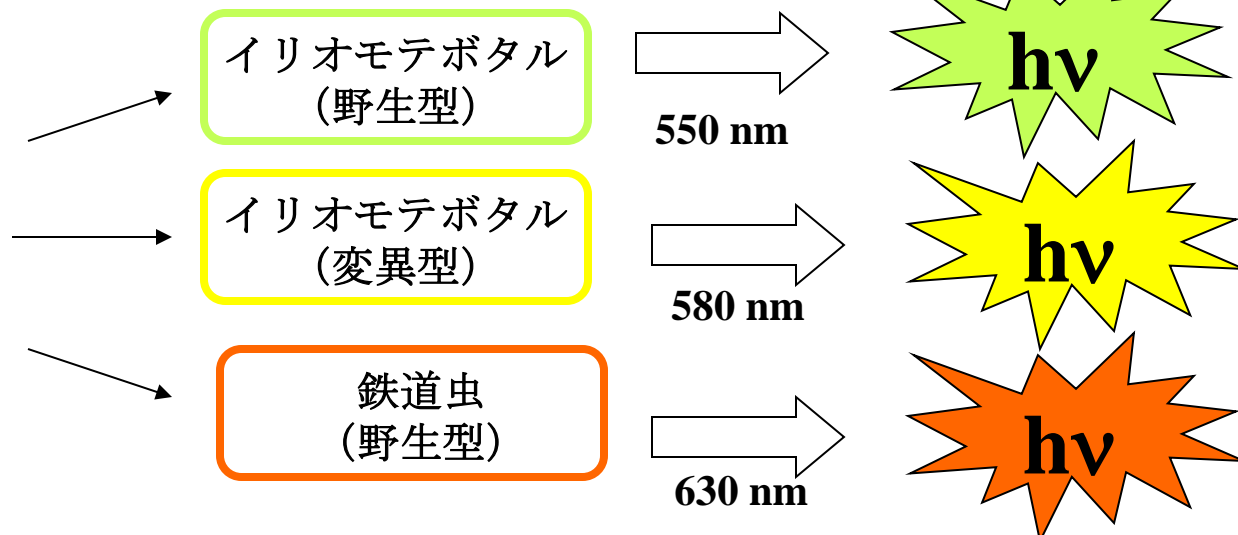 イリオモテボタル
(野生型)
550 nm
hν
イリオモテボタル
(変異型)
580 nm
hν
鉄道虫
(野生型)
630 nm
hν